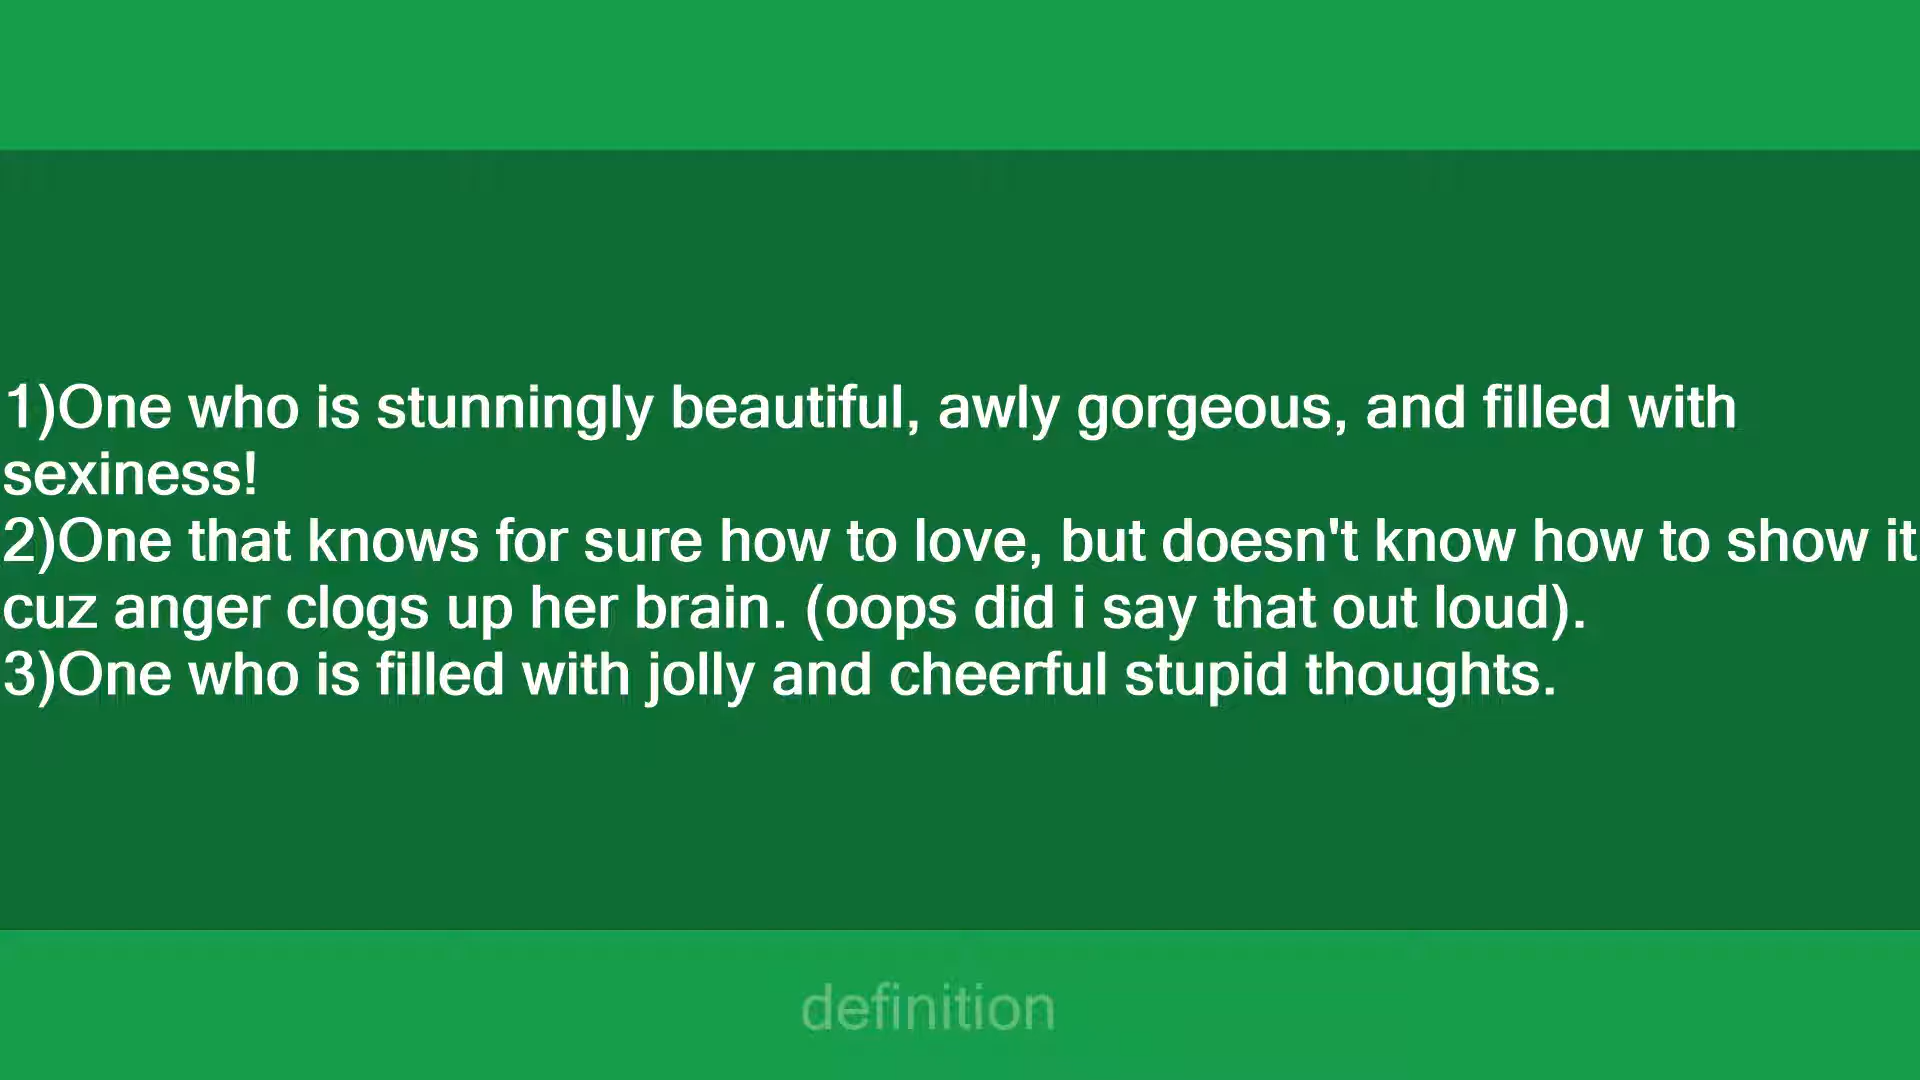 1)One who is stunningly beautiful, awly gorgeous, and filled with
sexiness!
2)One that knows for sure how to love, but doesn't know how to show it
cuz anger clogs up her brain. (oops did i say that out loud).
3)One who is filled with jolly and cheerful stupid thoughts.
definition